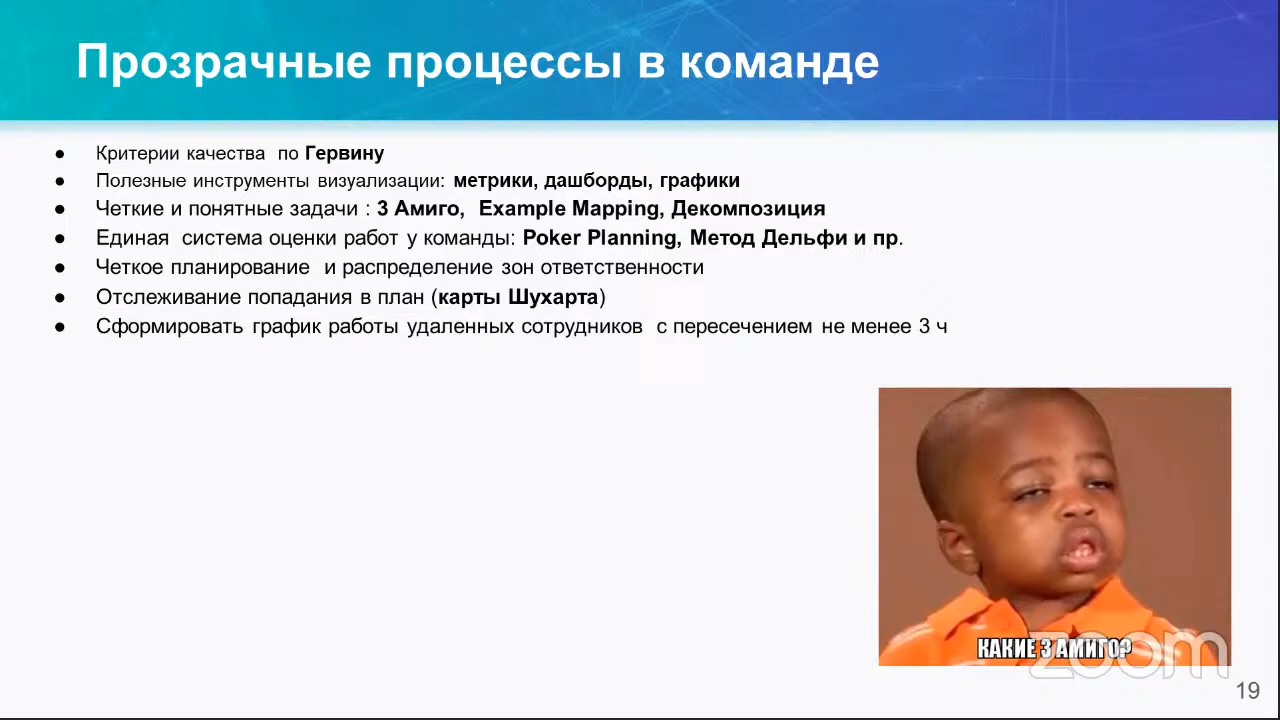 Прозрачные процессы в команде
● Критерии качества по Гервину
● Полезные инструменты визуализации: метрики, дашборды, графики
● Четкие и понятные задачи : 3 Амиго, Example Mapping, Декомпозиция
● Единая система оценки работ у команды: Poker Planning, Метод Дельфи и пр.
● Четкое планирование и распределение зон ответственности
● Отслеживание попадания в план (карты Шухарта)
● Сформировать график работы удаленных сотрудников с пересечением не менее 3 ч
КАКИЕ 3 АМИГО?
zoom
19